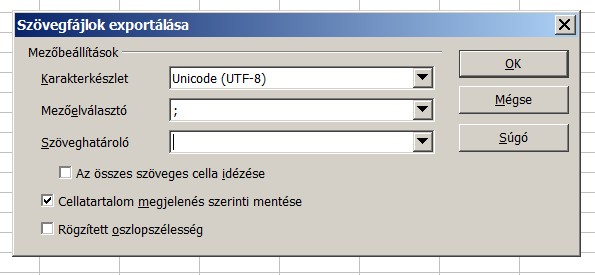 Szövegfájlok exportálása
Mezőbeállítások
Karakterkészlet Unicode (UTF-8)
OK
Mezőelválasztó ;
Mégse
Szöveghatároló
Súgó
Az összes szöveges cella idézése
Cellatartalom megjelenés szerinti mentése
Rögzített oszlopszélesség